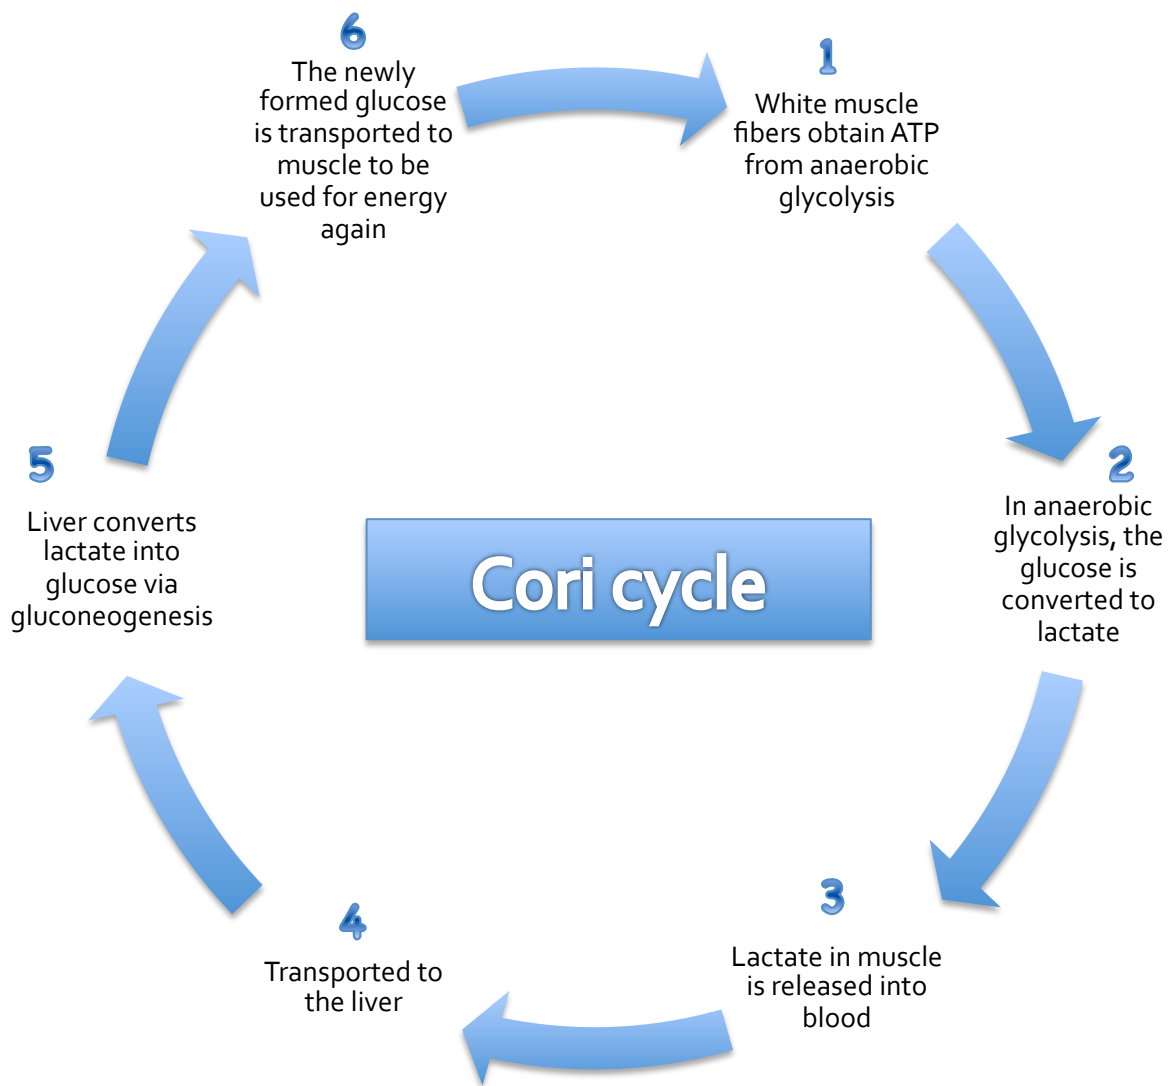 6
The newly
formed glucose
is transported to
muscle to be
used for energy
again
1
White muscle
fibers obtain ATP
from anaerobic
glycolysis
2
In anaerobic
glycolysis, the
glucose is
converted to
lactate
3
Lactate in muscle
is released into
blood
4
Transported to
the liver
5
Liver converts
lactate into
glucose via
gluconeogenesis
Cori cycle